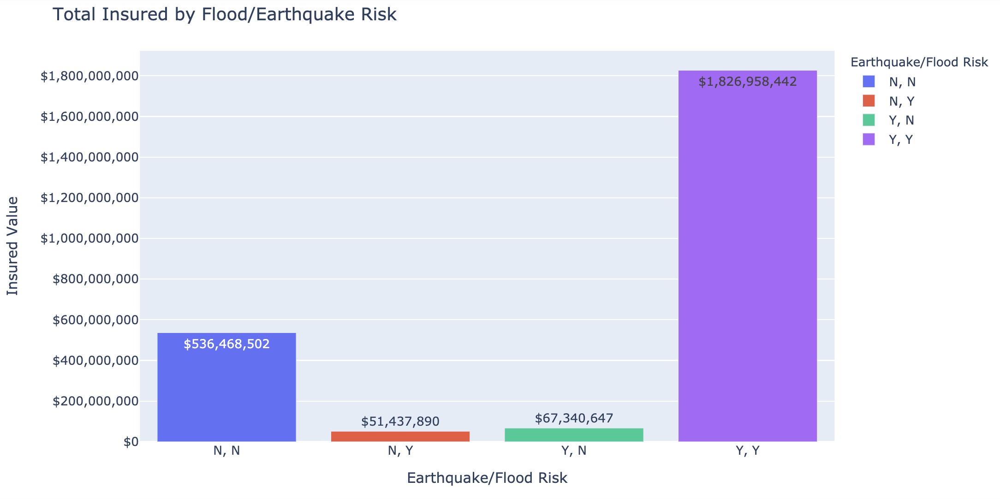 Total Insured by Flood/Earthquake Risk
Insured Value
$1,800,000,000
$1,600,000,000
$1,400,000,000
$1,200,000,000
$1,000,000,000
$800,000,000
$600,000,000
$400,000,000
$200,000,000
$0
$536,468,502
$51,437,890
$67,340,647
$1,826,958,442
N, N
N, Y
Y, N
Y, Y
Earthquake/Flood Risk
Earthquake/Flood Risk
N, N
N, Y
Y, N
Y, Y